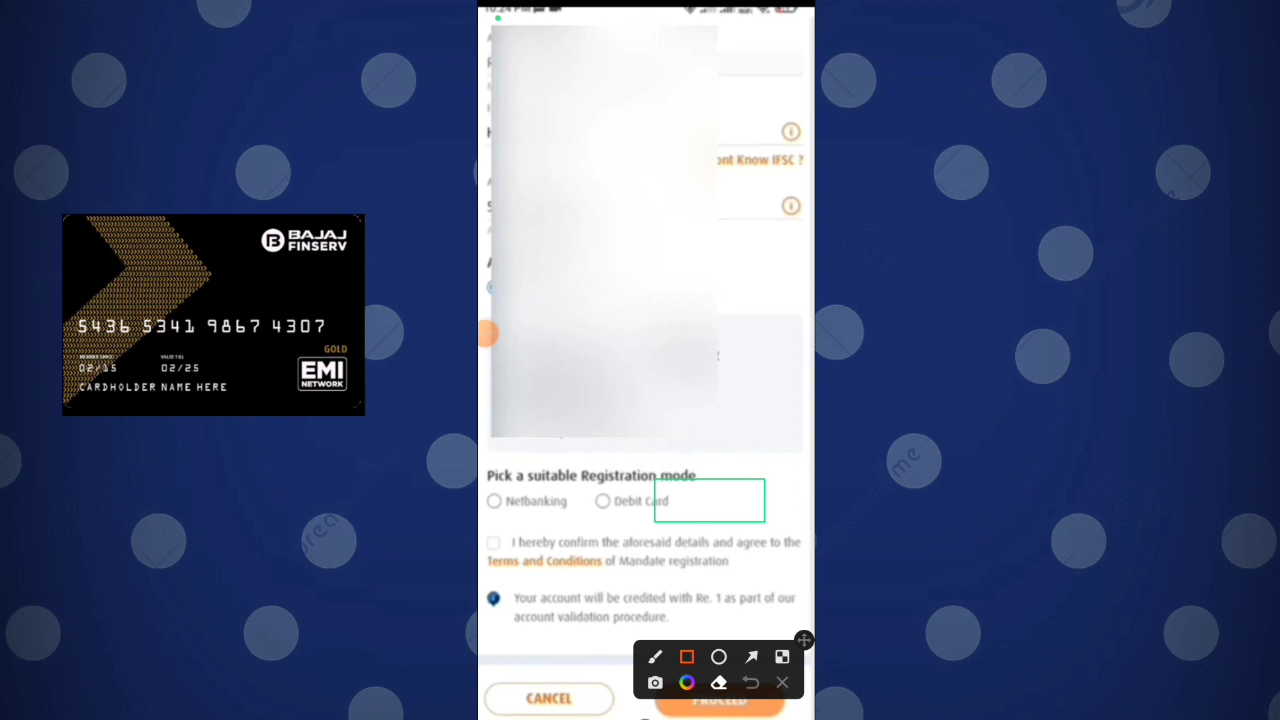 10:24 PM
ont Know IFSC ?
BAJAJ
FINSERV
5436 5341 9867 4307
GOLD
MEMBER SINCE VALID TILL
02/15 02/25
EMI
NETWORK
CARDHOLDER NAME HERE
Pick a suitable Registration mode
Netbanking Debit Card
I hereby confirm the aforesaid details and agree to the
Terms and Conditions of Mandate registration
Your account will be credited with Re. 1 as part of our
account validation procedure.
CANCEL PROCEED